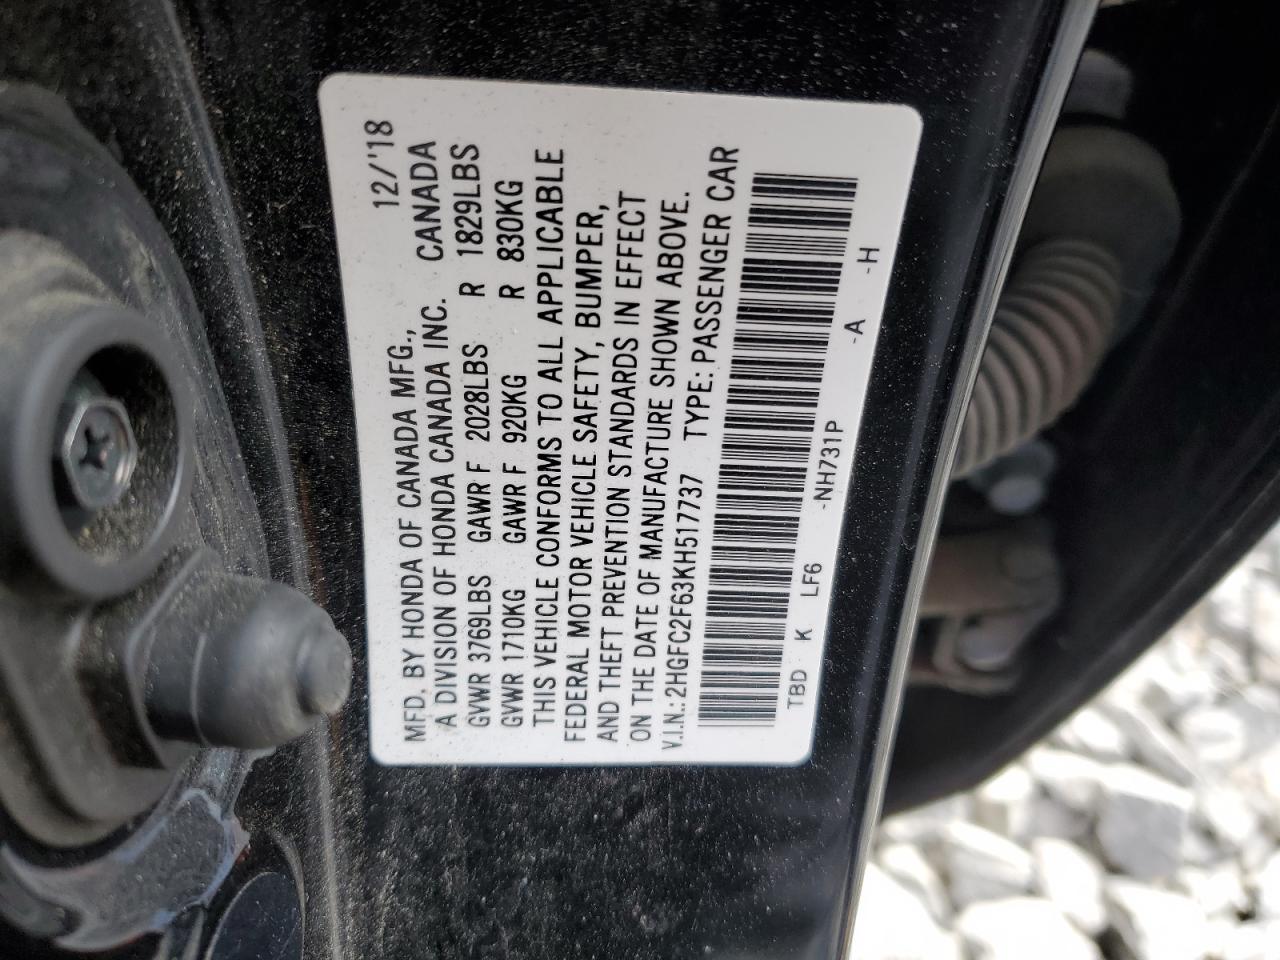 12/'18
MFD. BY HONDA OF CANADA MFG.,
A DIVISION OF HONDA CANADA INC. CANADA
GVWR 3769LBS GAWR F 2028LBS R 1829LBS
GVWR 1710KG GAWR F 920KG R 830KG
THIS VEHICLE CONFORMS TO ALL APPLICABLE
FEDERAL MOTOR VEHICLE SAFETY, BUMPER,
AND THEFT PREVENTION STANDARDS IN EFFECT
ON THE DATE OF MANUFACTURE SHOWN ABOVE.
V.I.N.: 2HGFC2F63KH517737 TYPE: PASSENGER CAR
TBD K LF6 -NH731P -A -H